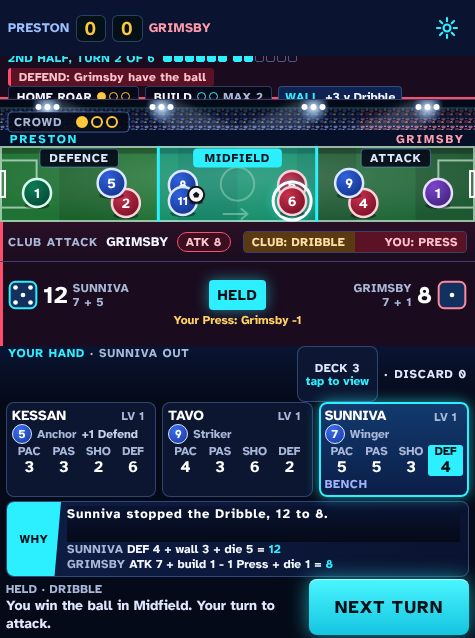 PRESTON 0 0 GRIMSBY
2ND HALF, TURN 2 OF 6
DEFEND: Grimsby have the ball
HOME ROAR BUILD MAX 2 WALL +3 v Dribble
CROWD
PRESTON GRIMSBY
DEFENCE MIDFIELD ATTACK
1 5 2 8 11 6 9 4 1
CLUB ATTACK GRIMSBY ATK 8 CLUB: DRIBBLE YOU: PRESS
12 SUNNIVA 7 + 5 HELD GRIMSBY 7 + 1 8
Your Press: Grimsby -1
YOUR HAND · SUNNIVA OUT
DECK 3
tap to view
· DISCARD 0
KESSAN LV 1
5 Anchor +1 Defend
PAC PAS SHO DEF
3 3 2 6
TAVO LV 1
9 Striker
PAC PAS SHO DEF
4 3 6 2
SUNNIVA LV 1
7 Winger
PAC PAS SHO DEF
5 5 3 4
BENCH
WHY
Sunniva stopped the Dribble, 12 to 8.
SUNNIVA DEF 4 + wall 3 + die 5 = 12
GRIMSBY ATK 7 + build 1 - 1 Press + die 1 = 8
HELD · DRIBBLE
You win the ball in Midfield. Your turn to
attack.
NEXT TURN